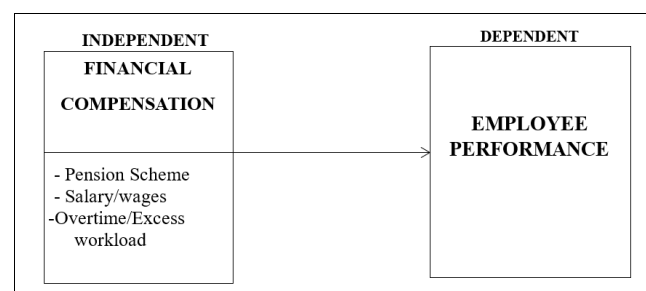 INDEPENDENT
FINANCIAL
COMPENSATION
- Pension Scheme
- Salary/wages
-Overtime/Excess
workload
DEPENDENT
EMPLOYEE
PERFORMANCE